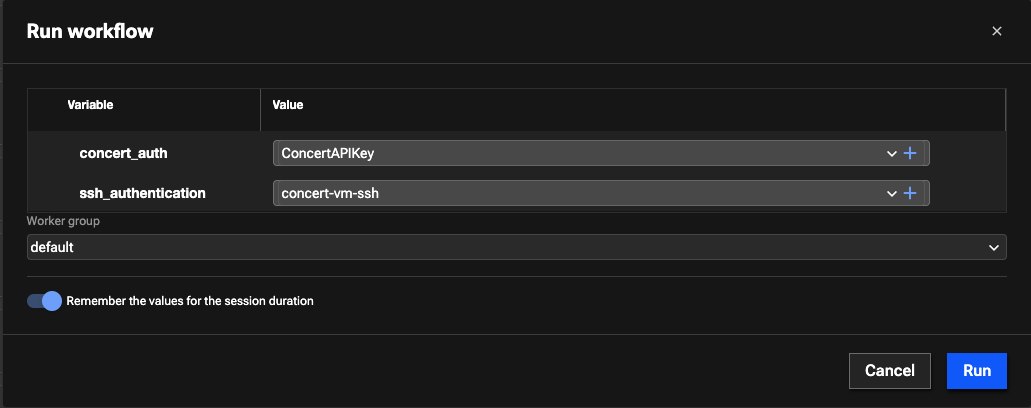 Run workflow
Variable Value
concert_auth ConcertAPIKey
ssh_authentication concert-vm-ssh
Worker group
default
Remember the values for the session duration
Cancel Run